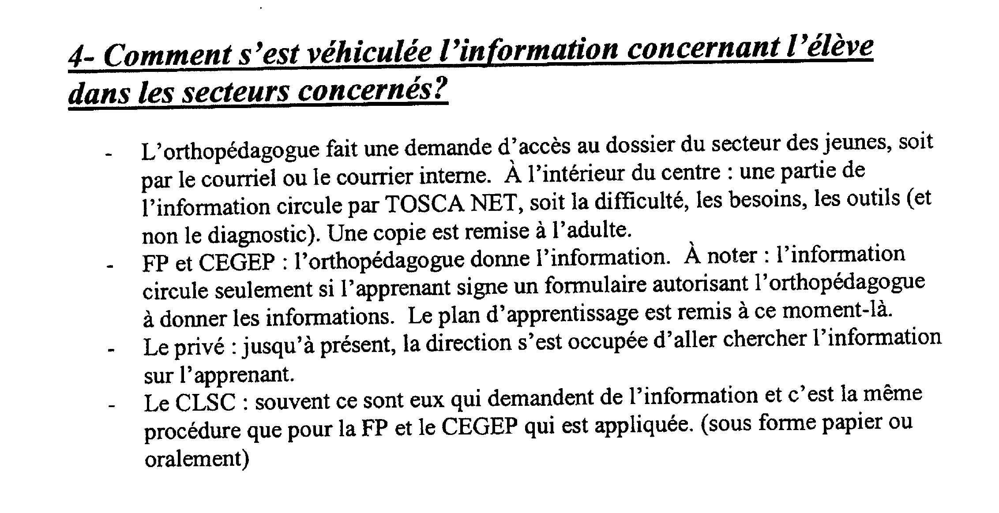 4- Comment s'est véhiculée l'information concernant l'élève
dans les secteurs concernés?
- L'orthopédagogue fait une demande d'accès au dossier du secteur des jeunes, soit
par le courriel ou le courrier interne. À l'intérieur du centre : une partie de
l'information circule par TOSCA NET, soit la difficulté, les besoins, les outils (et
non le diagnostic). Une copie est remise à l'adulte.
- FP et CEGEP : l'orthopédagogue donne l'information. À noter : l'information
circule seulement si l'apprenant signe un formulaire autorisant l'orthopédagogue
à donner les informations. Le plan d'apprentissage est remis à ce moment-là.
- Le privé : jusqu'à présent, la direction s'est occupée d'aller chercher l'information
sur l'apprenant.
- Le CLSC : souvent ce sont eux qui demandent de l'information et c'est la même
procédure que pour la FP et le CEGEP qui est appliquée. (sous forme papier ou
oralement)